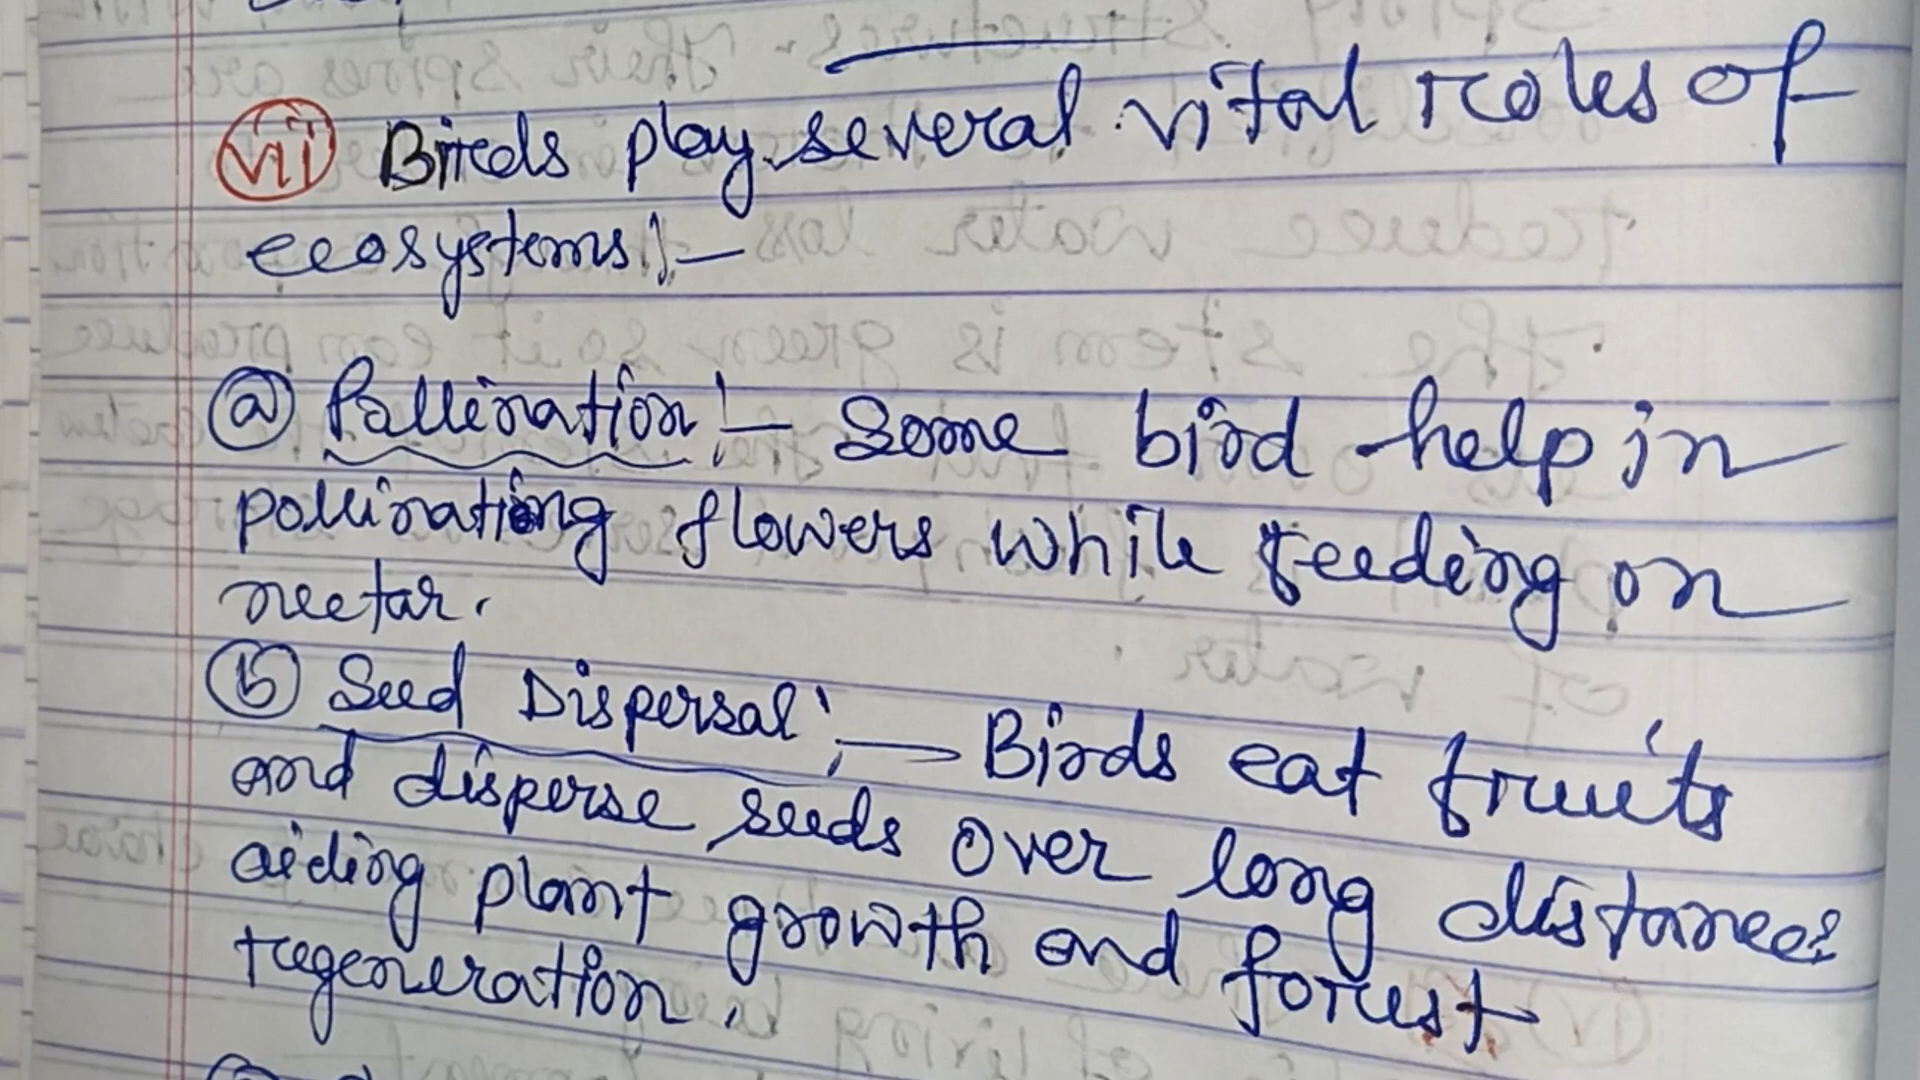 (vii) Birds play several vital roles of
ecosystems:-
(a) Pollination:- Some bird help in
pollinating flowers while feeding on
nectar.
(b) Seed Dispersal:- Birds eat fruits
and disperse seeds over long distances
aiding plant growth and forest
regeneration.